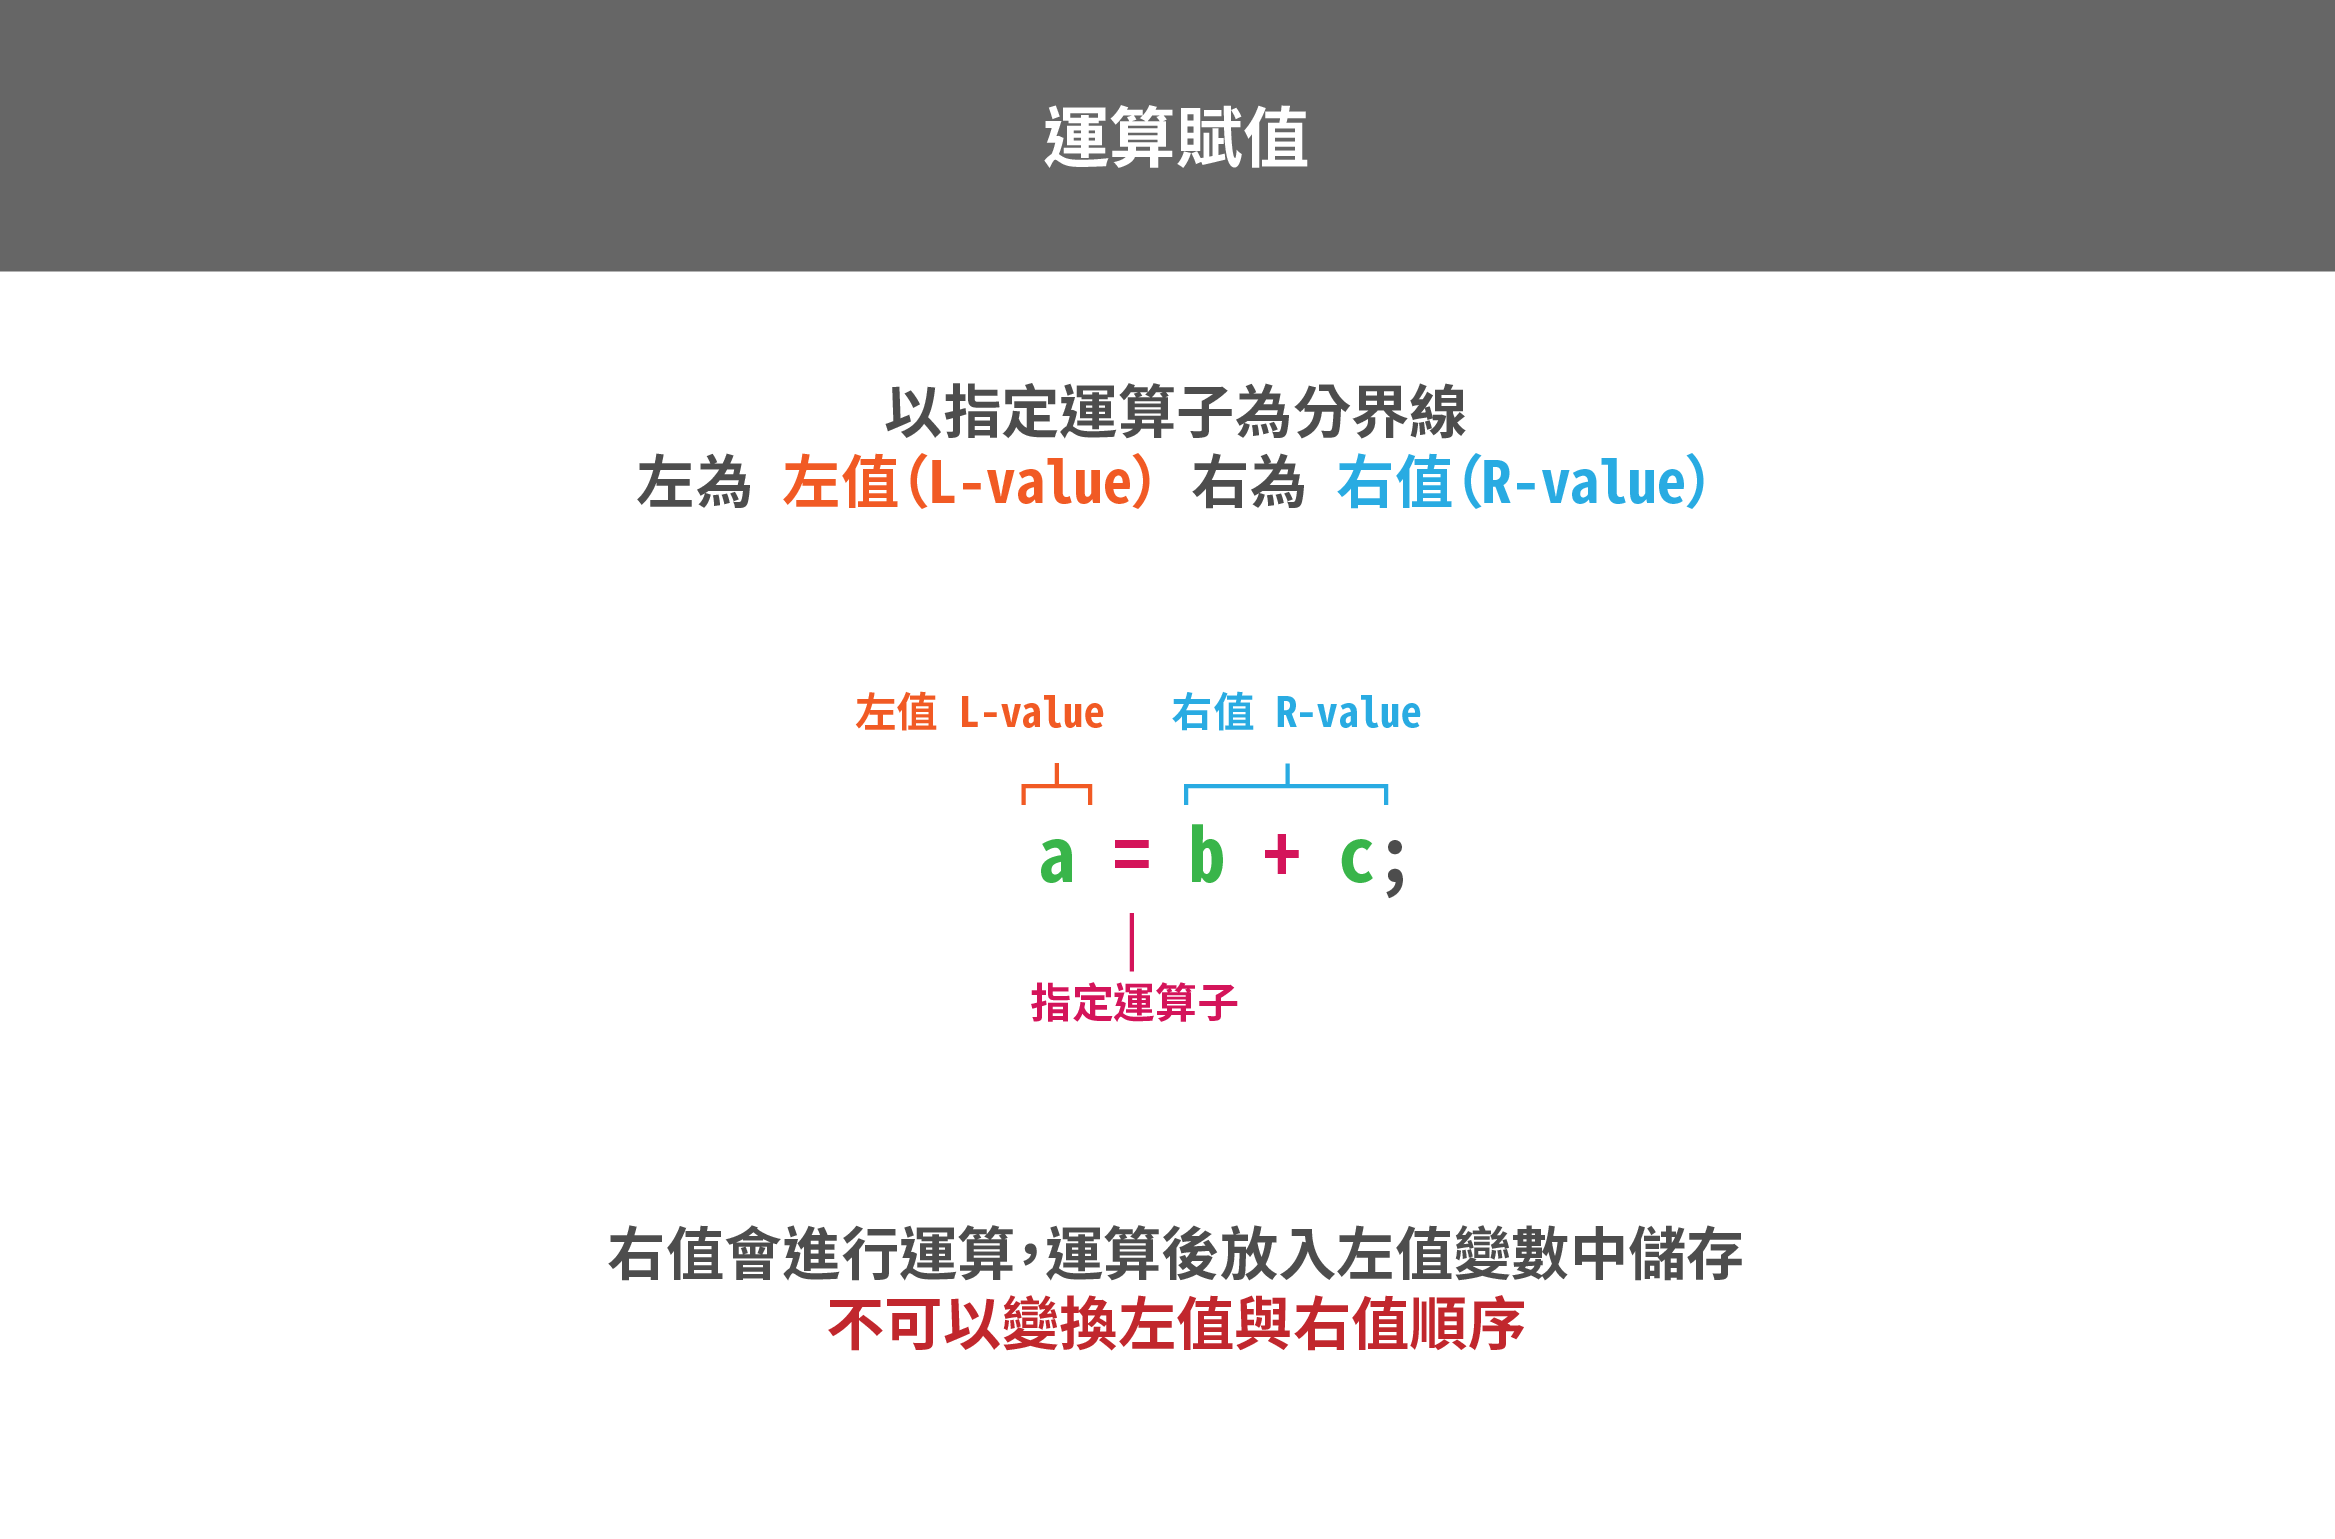 運算賦值
以指定運算子為分界線
左為 左值(L-value) 右為 右值(R-value)
左值 L-value 右值 R-value
a = b + c;
指定運算子
右值會進行運算，運算後放入左值變數中儲存
不可以變換左值與右值順序